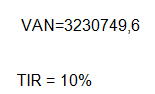 VAN=3230749,6
TIR = 10%